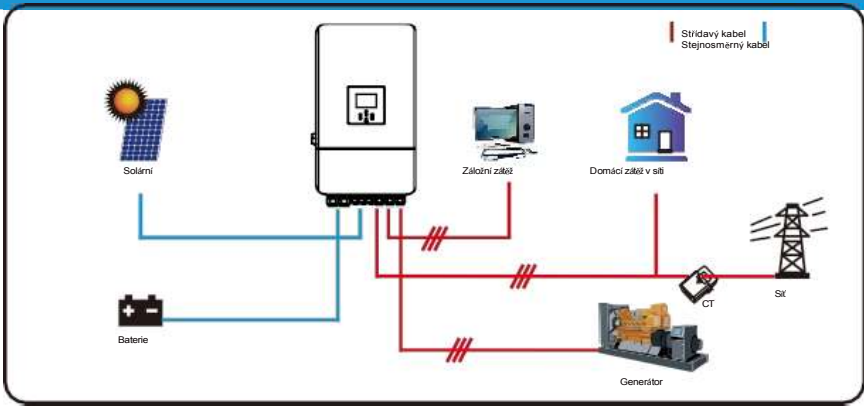 Střídavý kabel
Stejnosměrný kabel
Solární
Záložní zátěž
Domácí zátěž v síti
CT
Síť
Baterie
Generátor